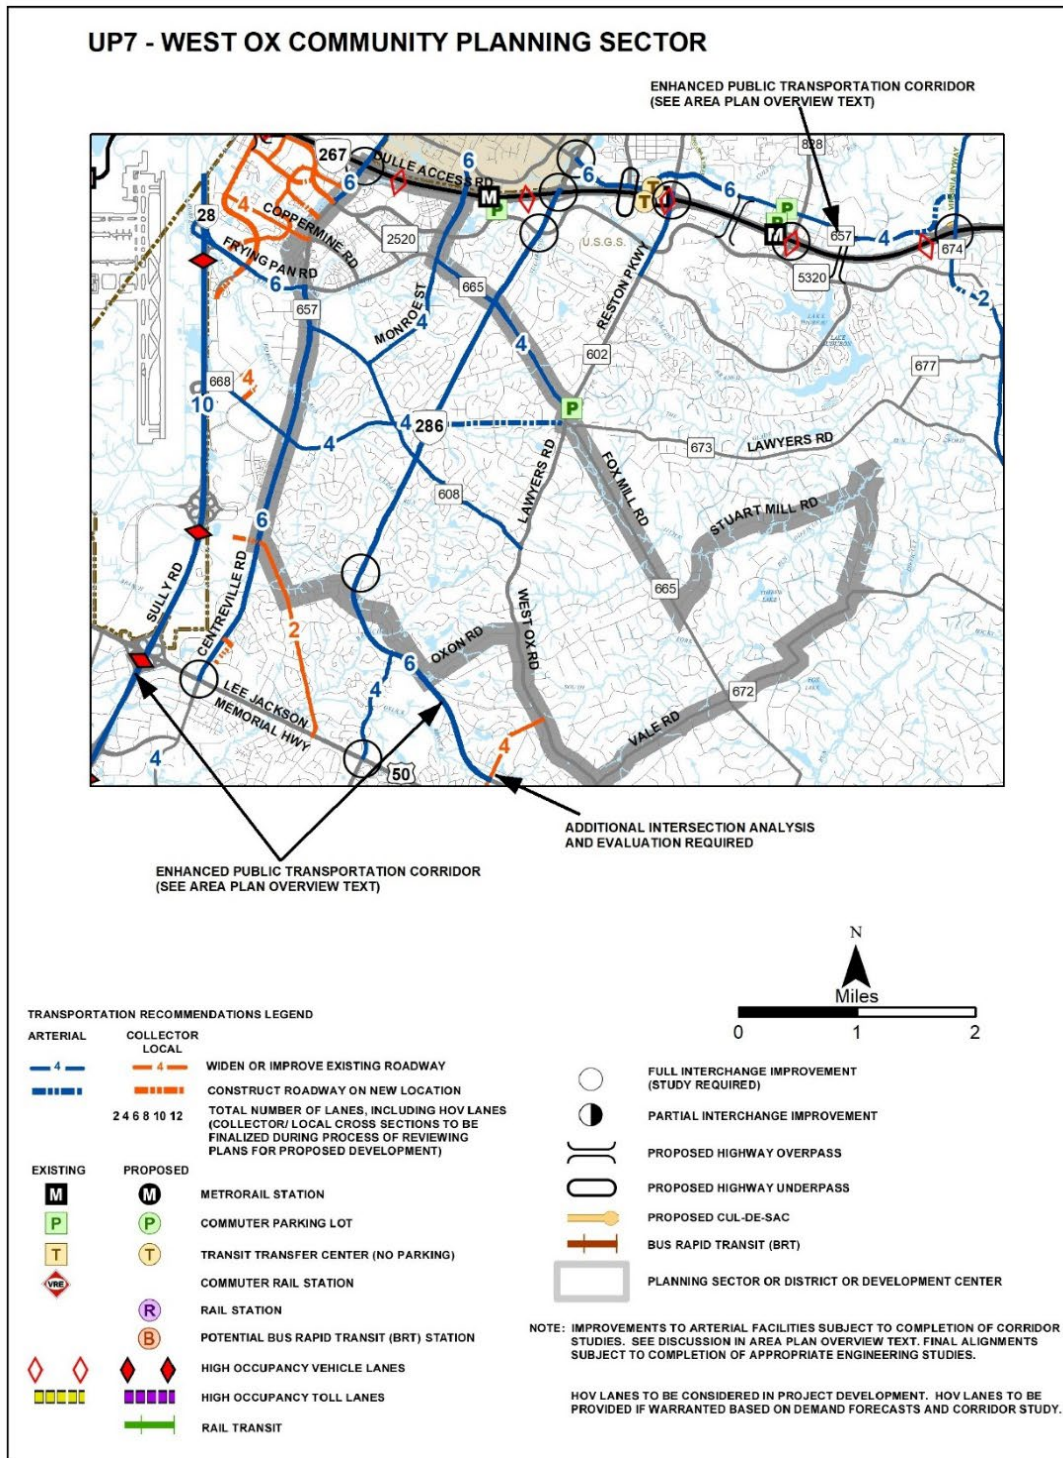 UP7 - WEST OX COMMUNITY PLANNING SECTOR
ENHANCED PUBLIC TRANSPORTATION CORRIDOR
(SEE AREA PLAN OVERVIEW TEXT)
267
DULLE ACCESS RD
6
6
6
6
828
4
COPPERMINE RD
28
FRYING PAN RD
6
2520
M
P
T
T
P
P
M
657
4
674
U.S.G.S.
RESTON PKWY
5320
2
657
665
MONROE ST
4
4
602
677
668
4
10
4
4
286
P
673
LAWYERS RD
LAWYERS RD
FOX MILL RD
608
STUART MILL RD
6
SULLY RD
CENTREVILLE RD
2
665
WEST OX RD
OXON RD
6
4
672
VALE RD
LEE JACKSON
MEMORIAL HWY
4
50
4
ADDITIONAL INTERSECTION ANALYSIS
AND EVALUATION REQUIRED
ENHANCED PUBLIC TRANSPORTATION CORRIDOR
(SEE AREA PLAN OVERVIEW TEXT)
N
Miles
0 1 2
TRANSPORTATION RECOMMENDATIONS LEGEND
ARTERIAL
COLLECTOR
LOCAL
4 4 WIDEN OR IMPROVE EXISTING ROADWAY
CONSTRUCT ROADWAY ON NEW LOCATION
2 4 6 8 10 12 TOTAL NUMBER OF LANES, INCLUDING HOV LANES
(COLLECTOR/ LOCAL CROSS SECTIONS TO BE
FINALIZED DURING PROCESS OF REVIEWING
PLANS FOR PROPOSED DEVELOPMENT)
EXISTING PROPOSED
M M METRORAIL STATION
P P COMMUTER PARKING LOT
T T TRANSIT TRANSFER CENTER (NO PARKING)
VRE COMMUTER RAIL STATION
R RAIL STATION
B POTENTIAL BUS RAPID TRANSIT (BRT) STATION
HIGH OCCUPANCY VEHICLE LANES
HIGH OCCUPANCY TOLL LANES
RAIL TRANSIT
FULL INTERCHANGE IMPROVEMENT
(STUDY REQUIRED)
PARTIAL INTERCHANGE IMPROVEMENT
PROPOSED HIGHWAY OVERPASS
PROPOSED HIGHWAY UNDERPASS
PROPOSED CUL-DE-SAC
BUS RAPID TRANSIT (BRT)
PLANNING SECTOR OR DISTRICT OR DEVELOPMENT CENTER
NOTE: IMPROVEMENTS TO ARTERIAL FACILITIES SUBJECT TO COMPLETION OF CORRIDOR
STUDIES. SEE DISCUSSION IN AREA PLAN OVERVIEW TEXT. FINAL ALIGNMENTS
SUBJECT TO COMPLETION OF APPROPRIATE ENGINEERING STUDIES.
HOV LANES TO BE CONSIDERED IN PROJECT DEVELOPMENT. HOV LANES TO BE
PROVIDED IF WARRANTED BASED ON DEMAND FORECASTS AND CORRIDOR STUDY.